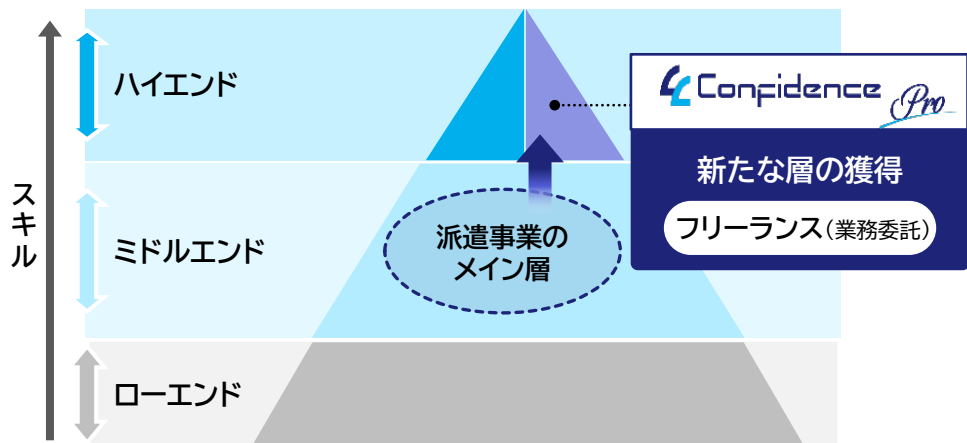 スキル
ハイエンド
Confidence Pro
新たな層の獲得
フリーランス(業務委託)
ミドルエンド
派遣事業の
メイン層
ローエンド